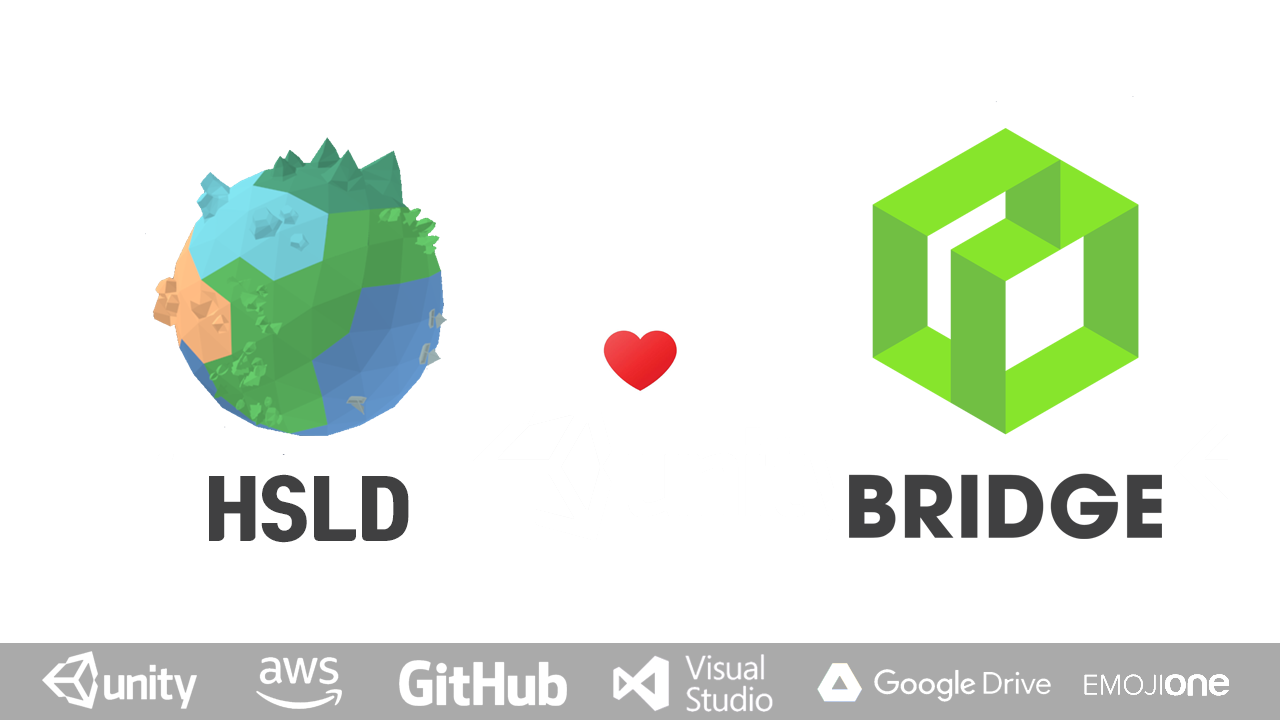 HSLD
BRIDGE
unity
aws
GitHub
Visual
Studio
Google Drive
EMOJIone